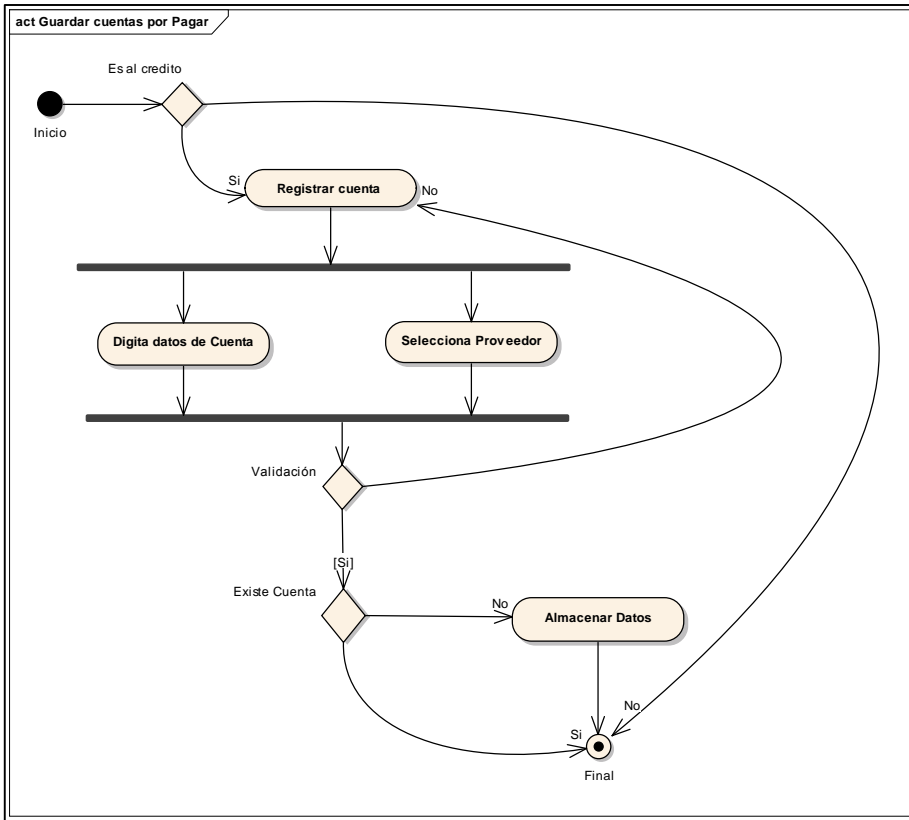 act Guardar cuentas por Pagar
Es al credito
Inicio
Si
Registrar cuenta
No
Digita datos de Cuenta
Selecciona Proveedor
Validación
[Si]
Existe Cuenta
No
Almacenar Datos
No
Si
Final